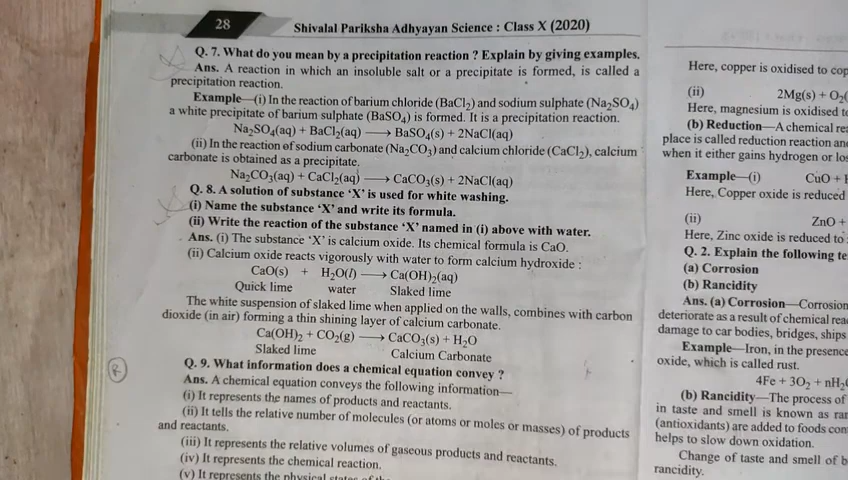 28
Shivalal Pariksha Adhyayan Science : Class X (2020)
Q. 7. What do you mean by a precipitation reaction ? Explain by giving examples.
Ans. A reaction in which an insoluble salt or a precipitate is formed, is called a
precipitation reaction.
Example—(i) In the reaction of barium chloride (BaCl₂) and sodium sulphate (Na₂SO₄)
a white precipitate of barium sulphate (BaSO₄) is formed. It is a precipitation reaction.
Na₂SO₄(aq) + BaCl₂(aq) ⟶ BaSO₄(s) + 2NaCl(aq)
(ii) In the reaction of sodium carbonate (Na₂CO₃) and calcium chloride (CaCl₂), calcium
carbonate is obtained as a precipitate.
Na₂CO₃(aq) + CaCl₂(aq) ⟶ CaCO₃(s) + 2NaCl(aq)
Q. 8. A solution of substance ‘X’ is used for white washing.
(i) Name the substance ‘X’ and write its formula.
(ii) Write the reaction of the substance ‘X’ named in (i) above with water.
Ans. (i) The substance ‘X’ is calcium oxide. Its chemical formula is CaO.
(ii) Calcium oxide reacts vigorously with water to form calcium hydroxide :
CaO(s) + H₂O(l) ⟶ Ca(OH)₂(aq)
Quick lime water Slaked lime
The white suspension of slaked lime when applied on the walls, combines with carbon
dioxide (in air) forming a thin shining layer of calcium carbonate.
Ca(OH)₂ + CO₂(g) ⟶ CaCO₃(s) + H₂O
Slaked lime Calcium Carbonate
Q. 9. What information does a chemical equation convey ?
Ans. A chemical equation conveys the following information—
(i) It represents the names of products and reactants.
(ii) It tells the relative number of molecules (or atoms or moles or masses) of products
and reactants.
(iii) It represents the relative volumes of gaseous products and reactants.
(iv) It represents the chemical reaction.
(v) It represents the physical states of the
Here, copper is oxidised to cop
(ii) 2Mg(s) + O₂(
Here, magnesium is oxidised to
(b) Reduction—A chemical rea
place is called reduction reaction an
when it either gains hydrogen or los
Example—(i) CuO + H
Here, Copper oxide is reduced
(ii) ZnO +
Here, Zinc oxide is reduced to
Q. 2. Explain the following te
(a) Corrosion
(b) Rancidity
Ans. (a) Corrosion—Corrosion
deteriorate as a result of chemical rea
damage to car bodies, bridges, ships
Example—Iron, in the presence
oxide, which is called rust.
4Fe + 3O₂ + nH₂
(b) Rancidity—The process of
in taste and smell is known as ran
(antioxidants) are added to foods con
helps to slow down oxidation.
Change of taste and smell of b
rancidity.